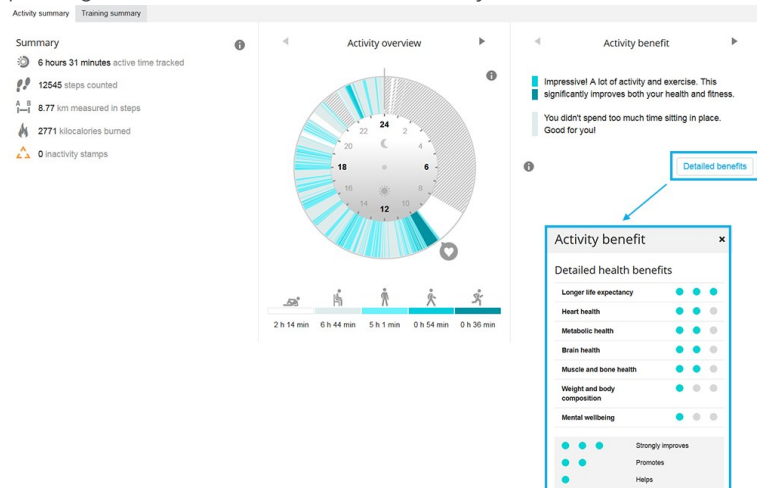 Activity summary
Training summary
Summary
6 hours 31 minutes active time tracked
12545 steps counted
A B
8.77 km measured in steps
2771 kilocalories burned
0 inactivity stamps
Activity overview
24
22
2
20
4
18
6
16
8
14
10
12
2 h 14 min
6 h 44 min
5 h 1 min
0 h 54 min
0 h 36 min
Activity benefit
Impressive! A lot of activity and exercise. This
significantly improves both your health and fitness.
You didn't spend too much time sitting in place.
Good for you!
Detailed benefits
Activity benefit
x
Detailed health benefits
Longer life expectancy
Heart health
Metabolic health
Brain health
Muscle and bone health
Weight and body
composition
Mental wellbeing
Strongly improves
Promotes
Helps